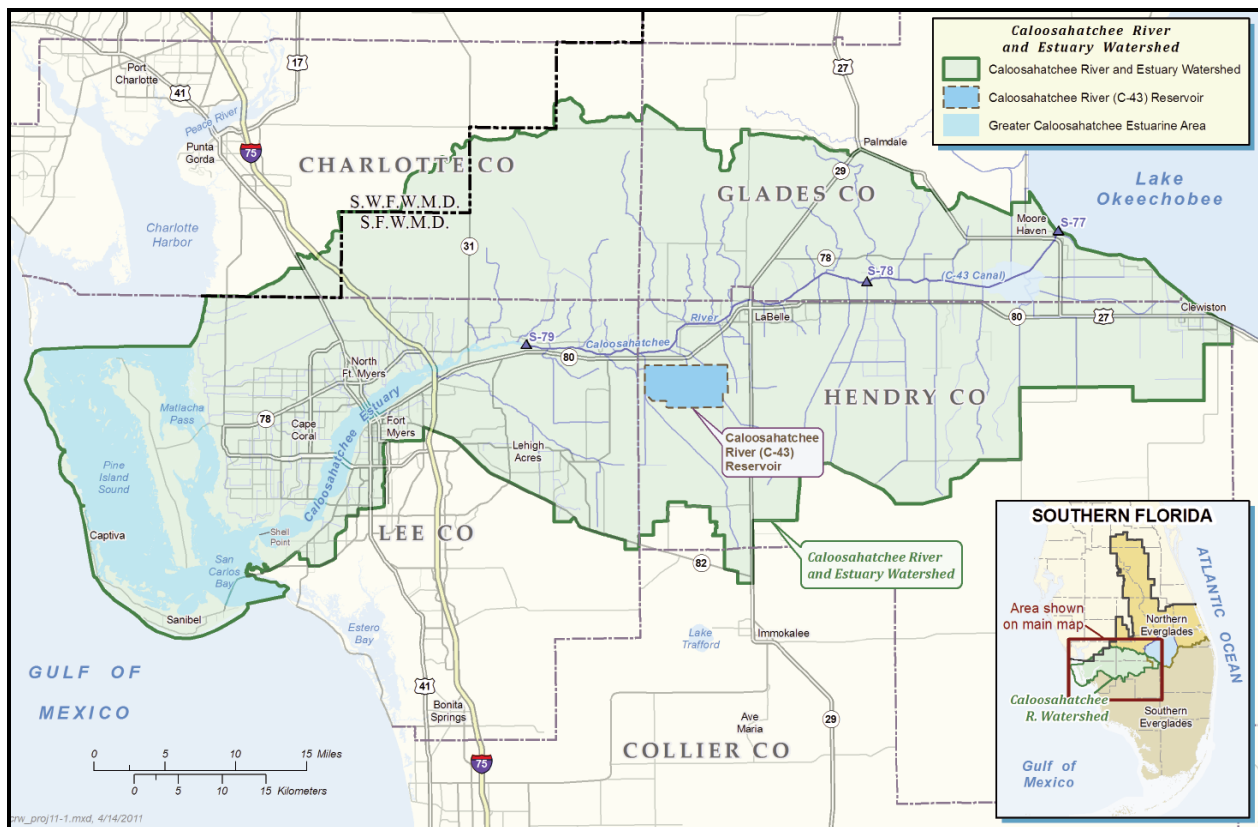 Caloosahatchee River
and Estuary Watershed
Caloosahatchee River and Estuary Watershed
Caloosahatchee River (C-43) Reservoir
Greater Caloosahatchee Estuarine Area
17
27
Port
Charlotte
41
Peace River
Punta
Gorda
75
CHARLOTTE CO
Palmdale
29
GLADES CO
Lake
Okeechobee
S.W.F.W.M.D.
S.F.W.M.D.
Charlotte
Harbor
31
Moore
Haven
S-77
78
S-78
(C-43 Canal)
River
LaBelle
Clewiston
80
27
S-79
Caloosahatchee
80
North
Ft. Myers
Matlacha
Pass
78
Cape
Coral
Fort
Myers
Caloosahatchee Estuary
HENDRY CO
Lehigh
Acres
Caloosahatchee
River (C-43)
Reservoir
Pine
Island
Sound
Captiva
Shell
Point
LEE CO
San
Carlos
Bay
Sanibel
82
Caloosahatchee River
and Estuary Watershed
Estero
Bay
Lake
Trafford
Immokalee
GULF OF
MEXICO
41
Bonita
Springs
Ave
Maria
29
COLLIER CO
75
0 5 10 15 Miles
0 5 10 15 Kilometers
crw_proj11-1.mxd, 4/14/2011
SOUTHERN FLORIDA
ATLANTIC OCEAN
Area shown
on main map
Northern
Everglades
Caloosahatchee
R. Watershed
Southern
Everglades
Gulf of
Mexico